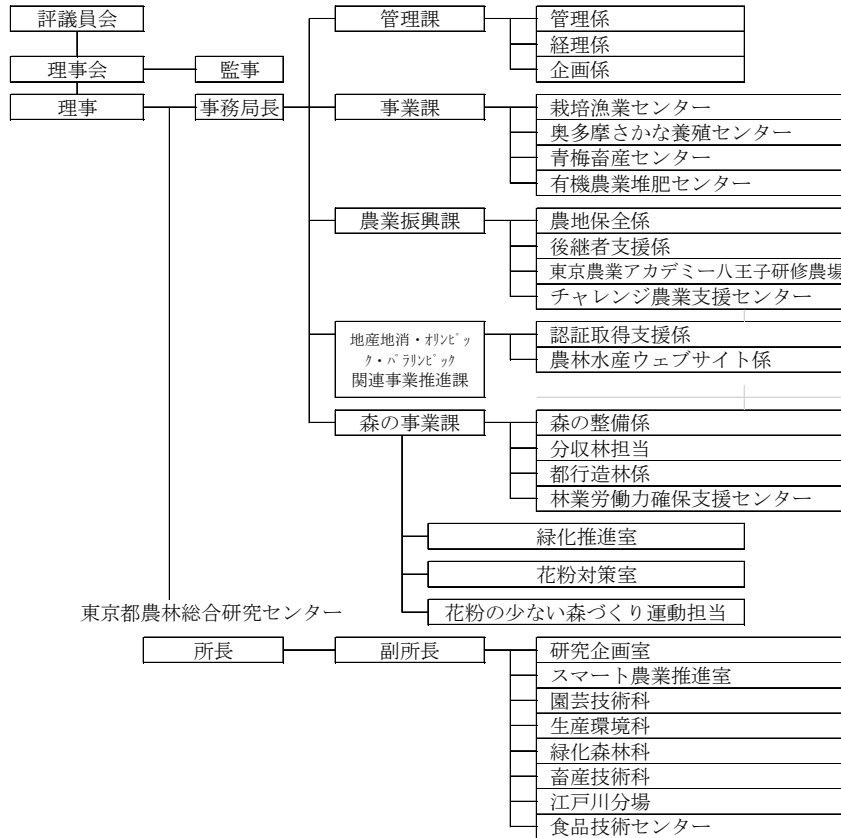 評議員会
理事会
監事
理事
事務局長
管理課
管理係
経理係
企画係
事業課
栽培漁業センター
奥多摩さかな養殖センター
青梅畜産センター
有機農業堆肥センター
農業振興課
農地保全係
後継者支援係
東京農業アカデミー八王子研修農場
チャレンジ農業支援センター
地産地消・ｵﾘﾝﾋﾟｯ
ｸ・ﾊﾟﾗﾘﾝﾋﾟｯｸ
関連事業推進課
認証取得支援係
農林水産ウェブサイト係
森の事業課
森の整備係
分収林担当
都行造林係
林業労働力確保支援センター
緑化推進室
花粉対策室
花粉の少ない森づくり運動担当
東京都農林総合研究センター
所長
副所長
研究企画室
スマート農業推進室
園芸技術科
生産環境科
緑化森林科
畜産技術科
江戸川分場
食品技術センター